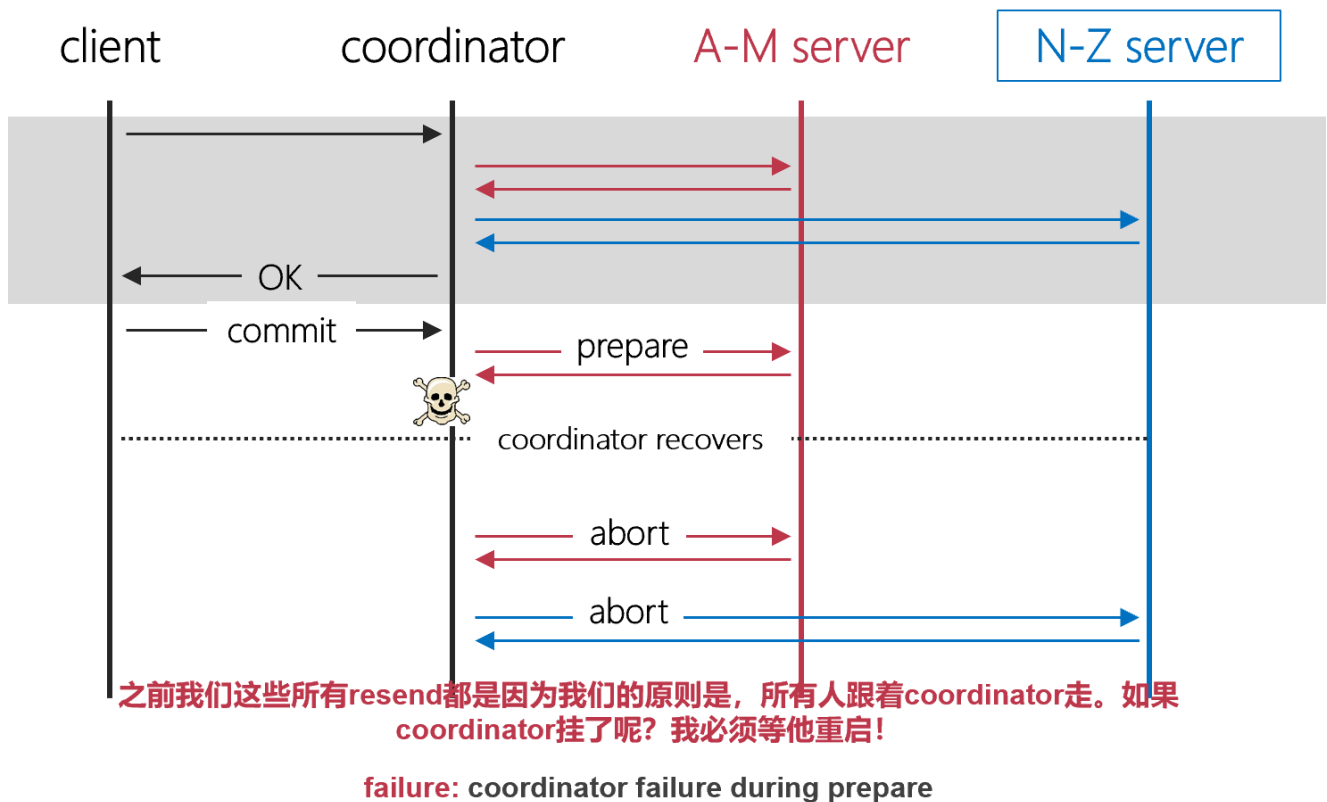 client
coordinator
A-M server
N-Z server
OK
commit
prepare
coordinator recovers
abort
abort
之前我们这些所有resend都是因为我们的原则是，所有人跟着coordinator走。如果
coordinator挂了呢？我必须等他重启！
failure: coordinator failure during prepare